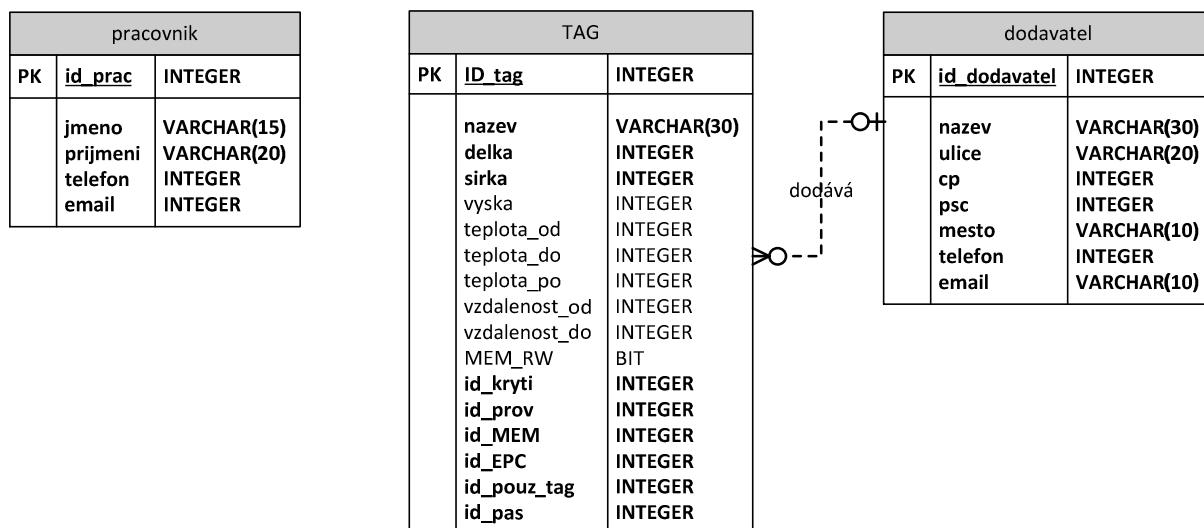 pracovnik
PK id_prac INTEGER
jmeno VARCHAR(15)
prijmeni VARCHAR(20)
telefon INTEGER
email INTEGER
TAG
PK ID_tag INTEGER
nazev VARCHAR(30)
delka INTEGER
sirka INTEGER
vyska INTEGER
teplota_od INTEGER
teplota_do INTEGER
teplota_po INTEGER
vzdalenost_od INTEGER
vzdalenost_do INTEGER
MEM_RW BIT
id_kryti INTEGER
id_prov INTEGER
id_MEM INTEGER
id_EPC INTEGER
id_pouz_tag INTEGER
id_pas INTEGER
dodává
dodavatel
PK id_dodavatel INTEGER
nazev VARCHAR(30)
ulice VARCHAR(20)
cp INTEGER
psc INTEGER
mesto VARCHAR(10)
telefon INTEGER
email VARCHAR(10)